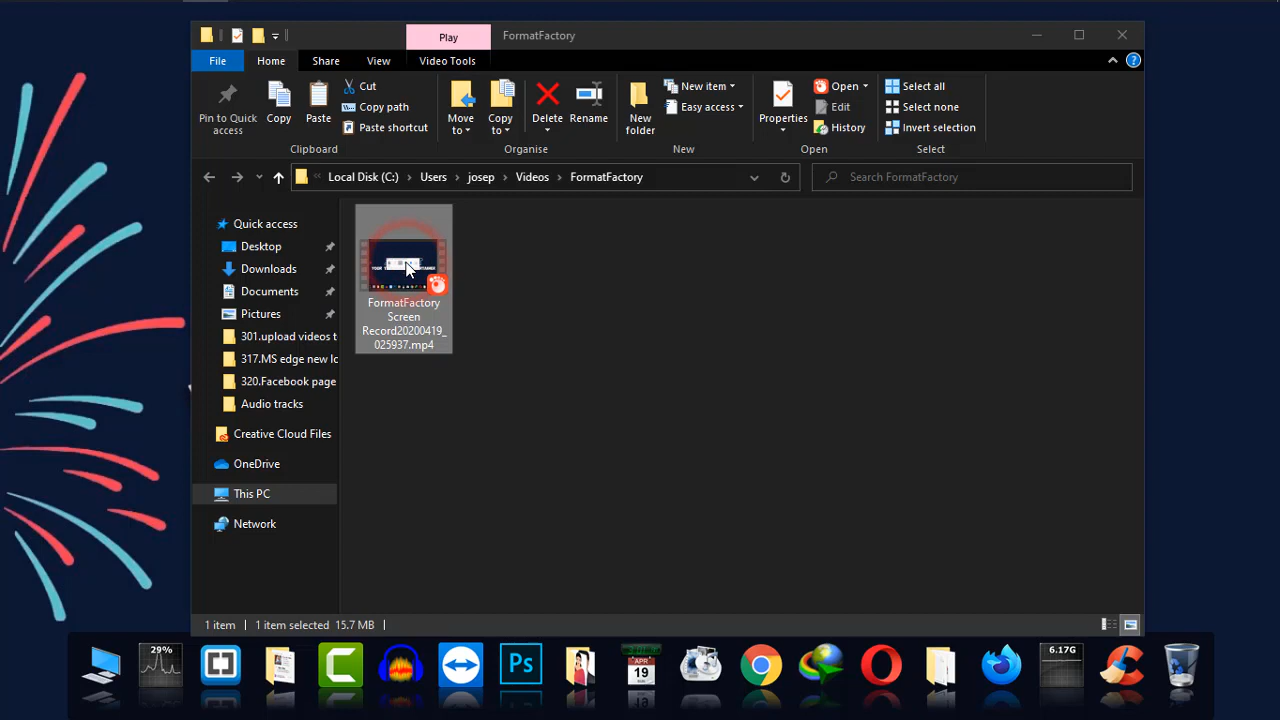 Play
FormatFactory
File
Home
Share
View
Video Tools
Pin to Quick
access
Copy
Paste
Cut
Copy path
Paste shortcut
Clipboard
Move
to
Copy
to
Delete
Rename
Organise
New
folder
New item
Easy access
New
Properties
Open
Edit
History
Open
Select all
Select none
Invert selection
Select
Local Disk (C:) › Users › josep › Videos › FormatFactory
Search FormatFactory
Quick access
Desktop
Downloads
Documents
Pictures
301.upload videos t
317.MS edge new lo
320.Facebook page
Audio tracks
Creative Cloud Files
OneDrive
This PC
Network
FormatFactory
Screen
Record20200419_
025937.mp4
1 item
1 item selected 15.7 MB
29%
Ps
APR
19
6.17G